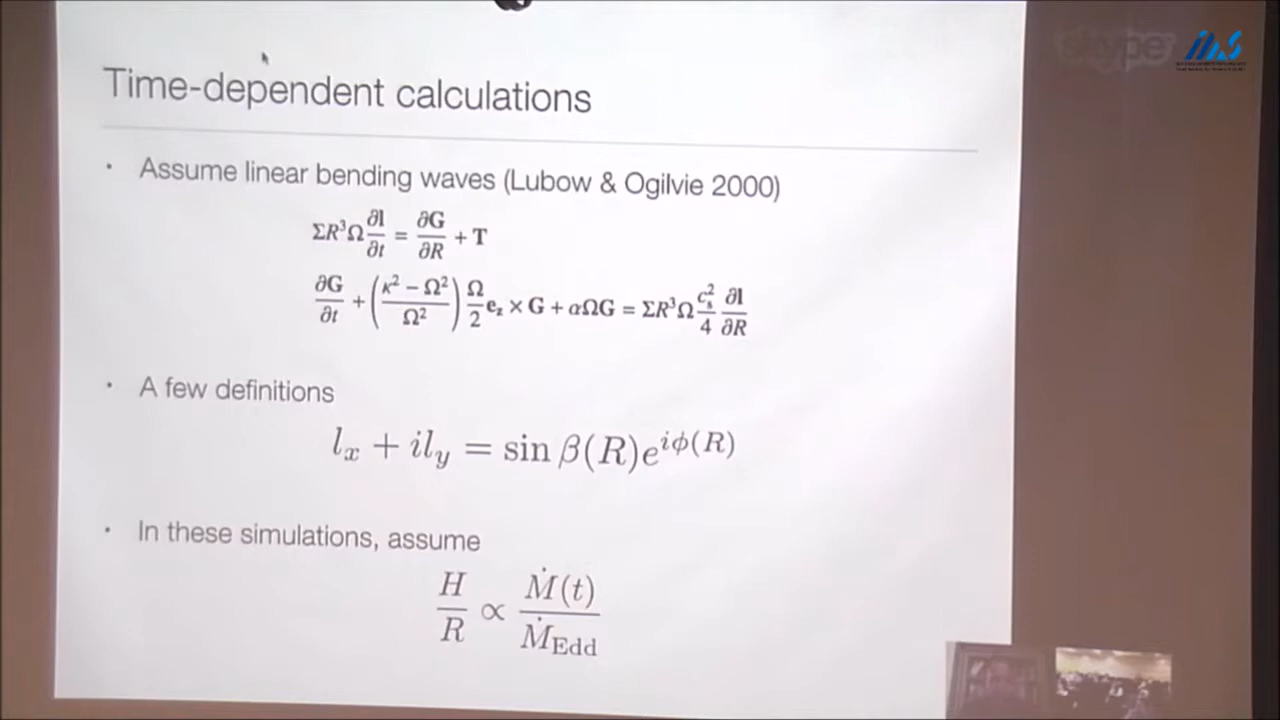 skype
Time-dependent calculations
· Assume linear bending waves (Lubow & Ogilvie 2000)
ΣR³Ω ∂l/∂t = ∂G/∂R + T
∂G/∂t + ((κ² − Ω²)/Ω²) Ω/2 e_z × G + αΩG = ΣR³Ω c_s²/4 ∂l/∂R
· A few definitions
l_x + il_y = sin β(R)e^{iϕ(R)}
· In these simulations, assume
H/R ∝ Ṁ(t)/Ṁ_Edd